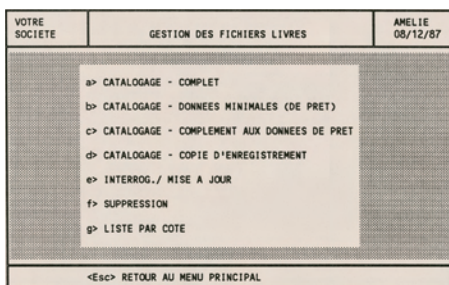 VOTRE SOCIETE
GESTION DES FICHIERS LIVRES
AMELIE 08/12/87
a> CATALOGAGE - COMPLET
b> CATALOGAGE - DONNEES MINIMALES (DE PRET)
c> CATALOGAGE - COMPLEMENT AUX DONNEES DE PRET
d> CATALOGAGE - COPIE D'ENREGISTREMENT
e> INTERROG./ MISE A JOUR
f> SUPPRESSION
g> LISTE PAR COTE
<Esc> RETOUR AU MENU PRINCIPAL